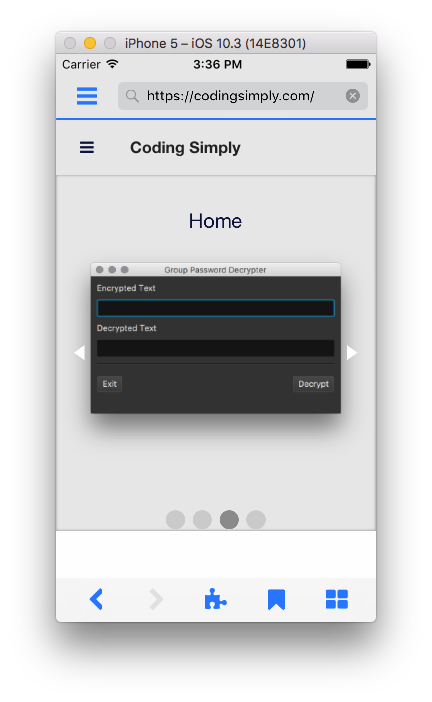 iPhone 5 – iOS 10.3 (14E8301)
Carrier 3:36 PM
https://codingsimply.com/
Coding Simply
Home
Group Password Decrypter
Encrypted Text
Decrypted Text
Exit Decrypt